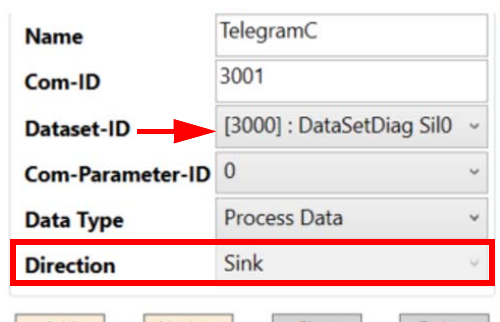 Name TelegramC
Com-ID 3001
Dataset-ID [3000] : DataSetDiag Sil0
Com-Parameter-ID 0
Data Type Process Data
Direction Sink